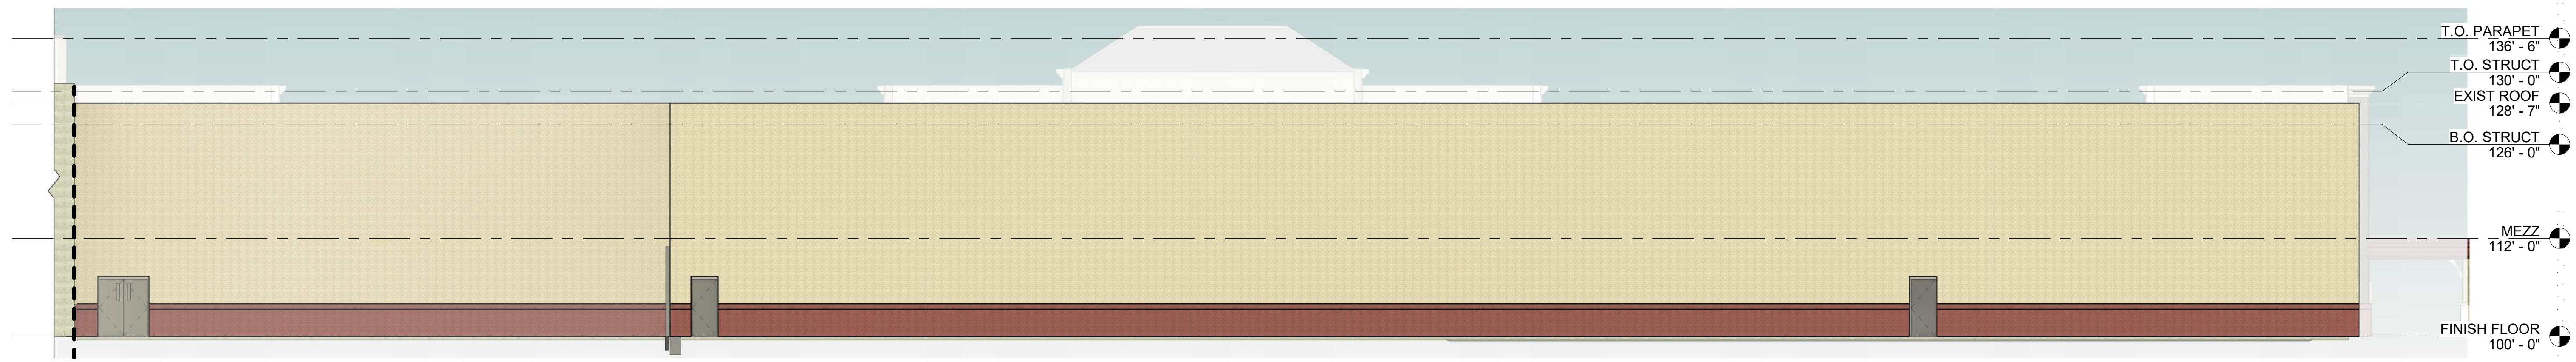 T.O. PARAPET
136' - 6"
T.O. STRUCT
130' - 0"
EXIST ROOF
128' - 7"
B.O. STRUCT
126' - 0"
MEZZ
112' - 0"
FINISH FLOOR
100' - 0"